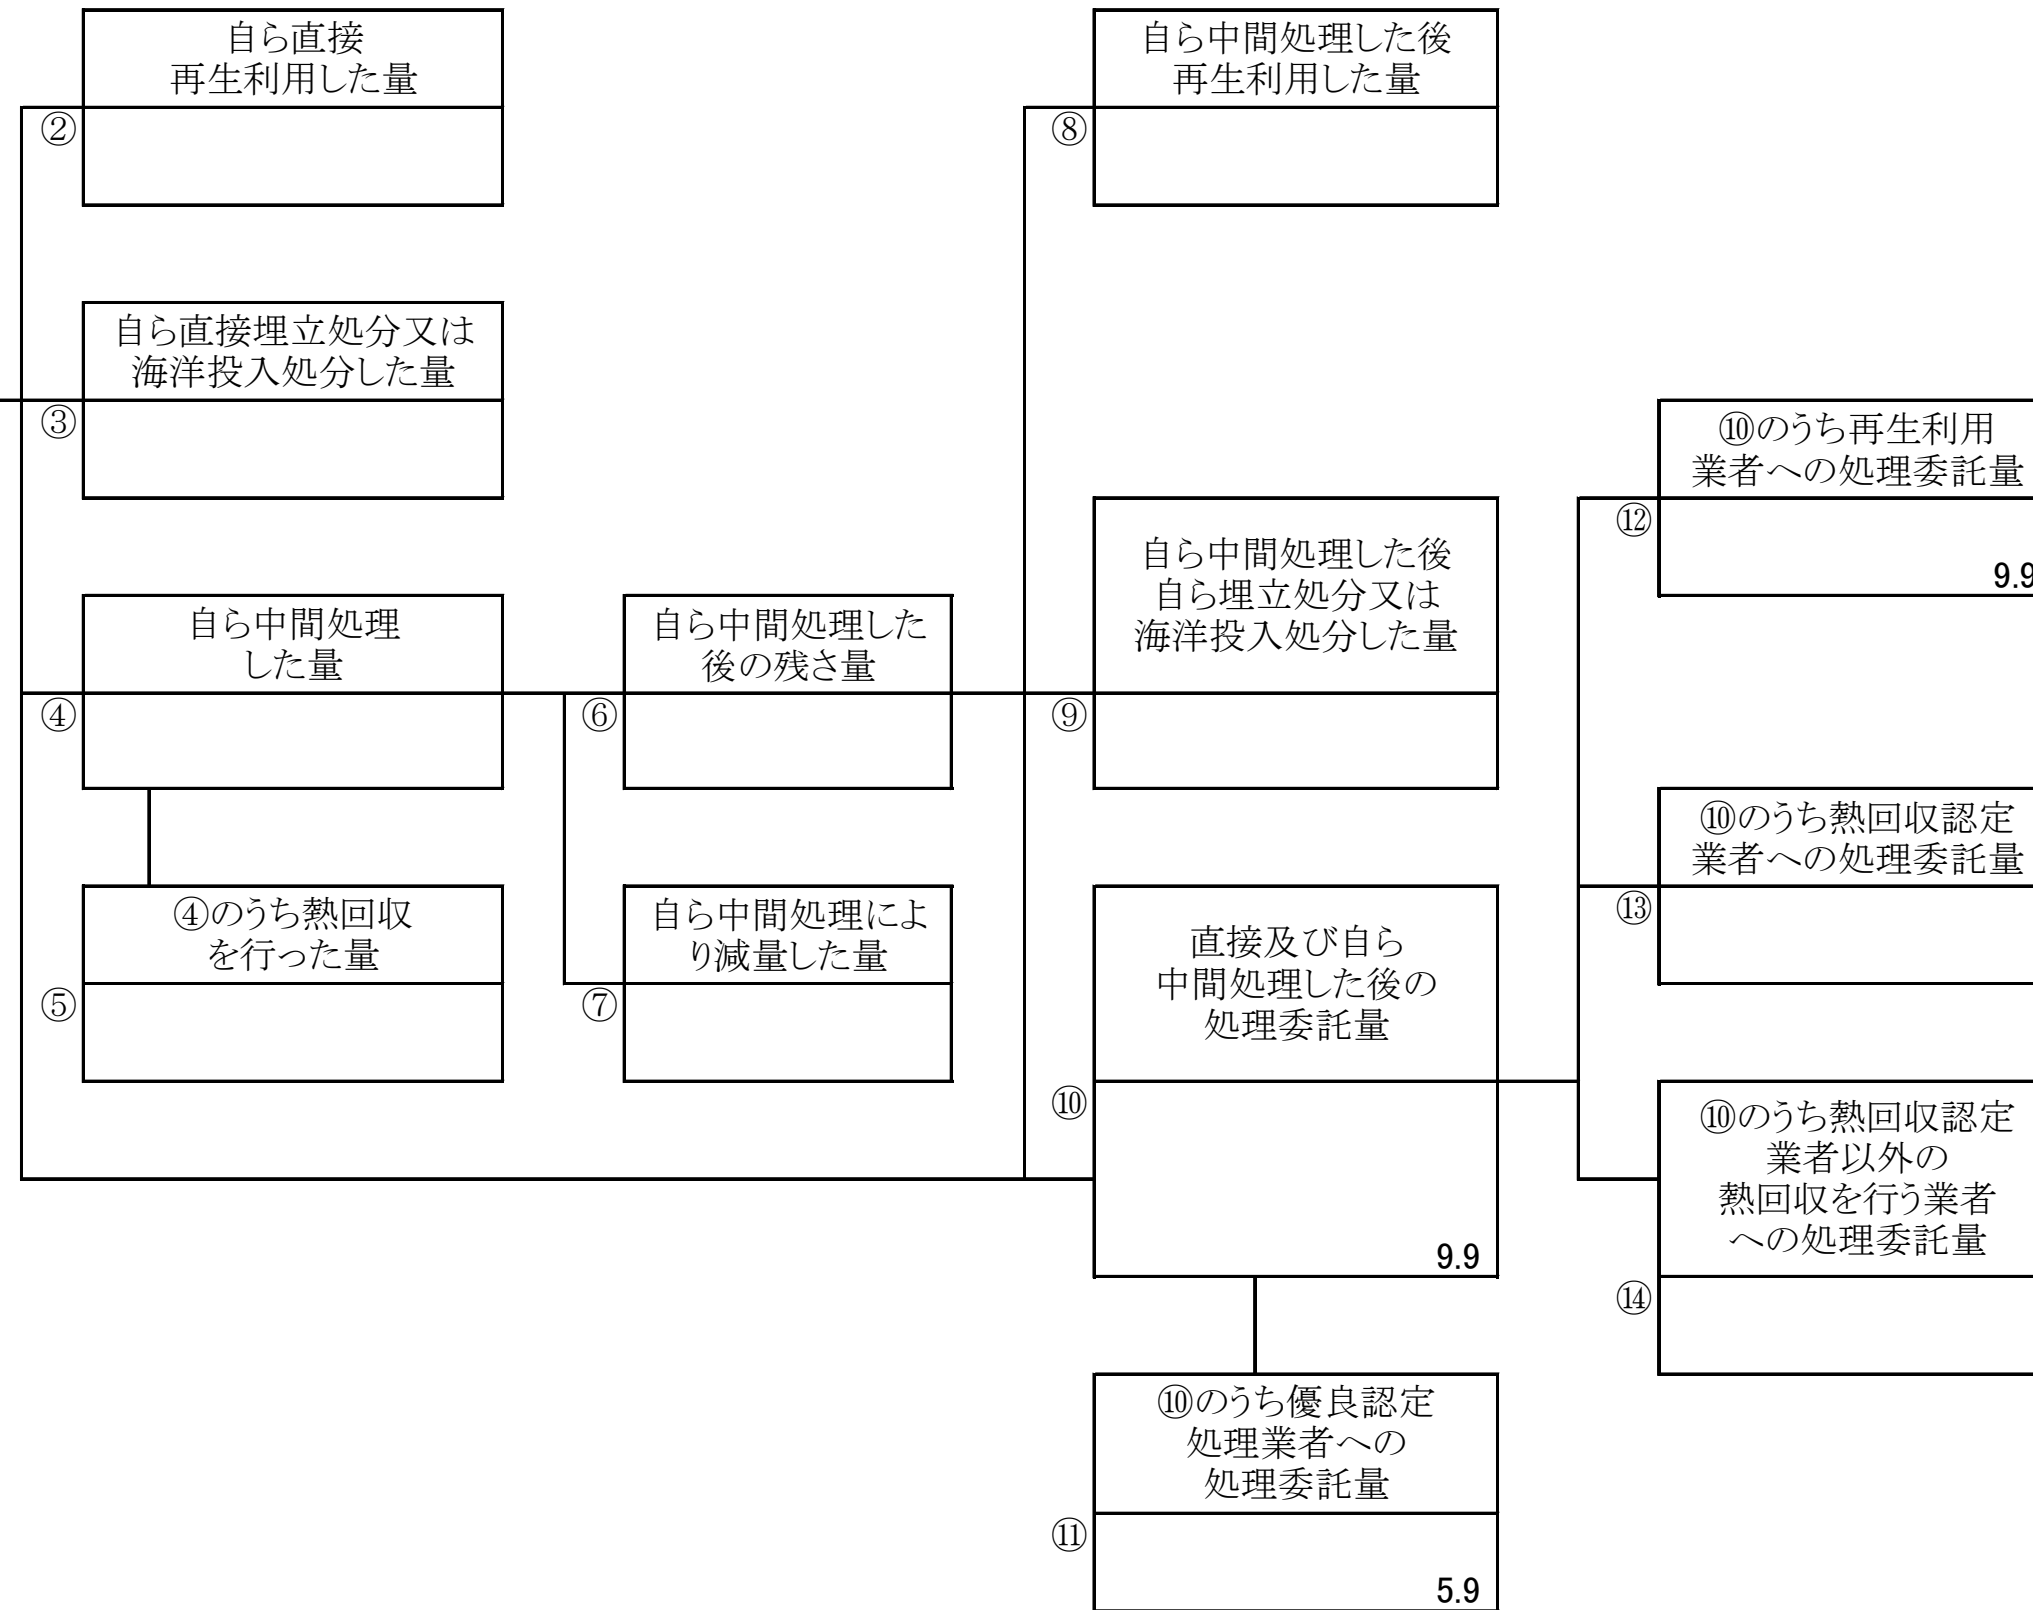 自ら直接
再生利用した量
②
自ら中間処理した後
再生利用した量
⑧
自ら直接埋立処分又は
海洋投入処分した量
③
⑩のうち再生利用
業者への処理委託量
⑫
9.9
自ら中間処理
した量
④
自ら中間処理した
後の残さ量
⑥
自ら中間処理した後
自ら埋立処分又は
海洋投入処分した量
⑨
⑩のうち熱回収認定
業者への処理委託量
⑬
④のうち熱回収
を行った量
⑤
自ら中間処理によ
り減量した量
⑦
直接及び自ら
中間処理した後の
処理委託量
⑩
9.9
⑩のうち熱回収認定
業者以外の
熱回収を行う業者
への処理委託量
⑭
⑩のうち優良認定
処理業者への
処理委託量
⑪
5.9